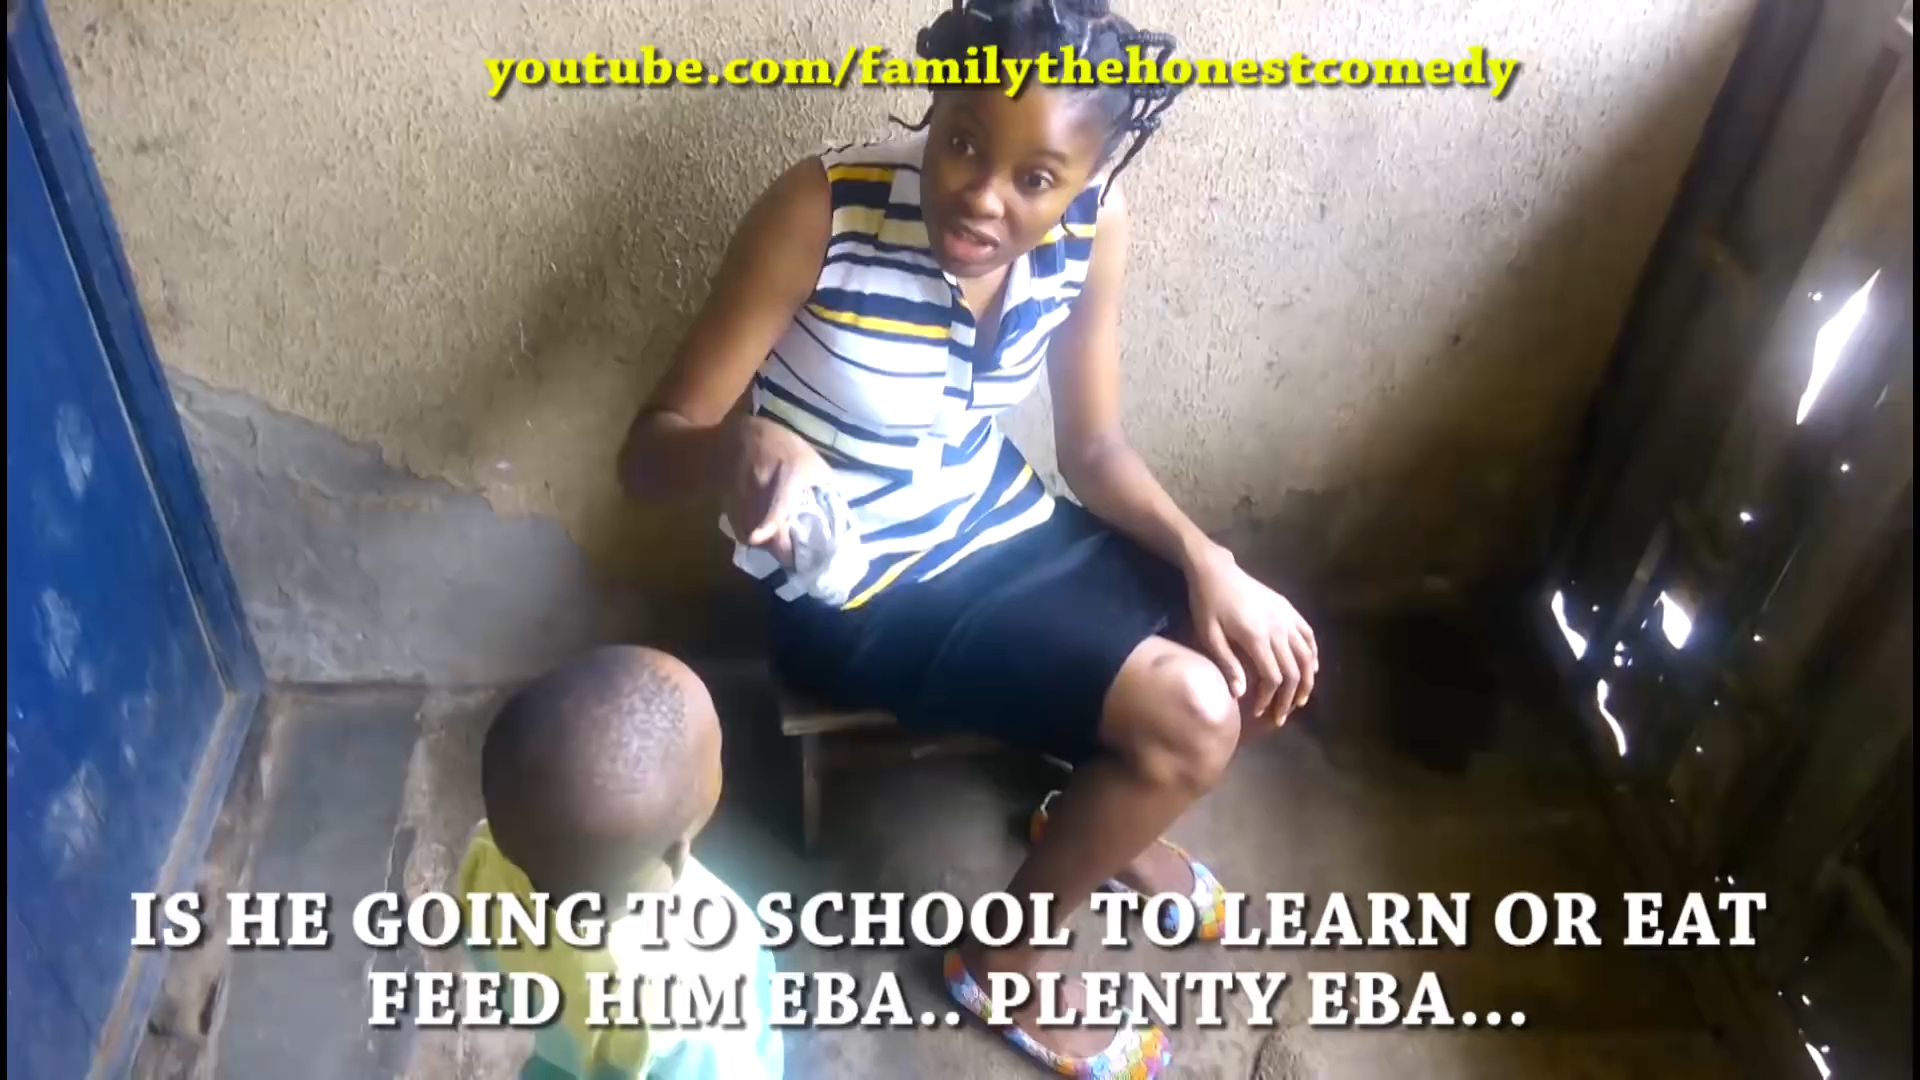 youtube.com/familythehonestcomedy
IS HE GOING TO SCHOOL TO LEARN OR EAT
FEED HIM EBA.. PLENTY EBA...